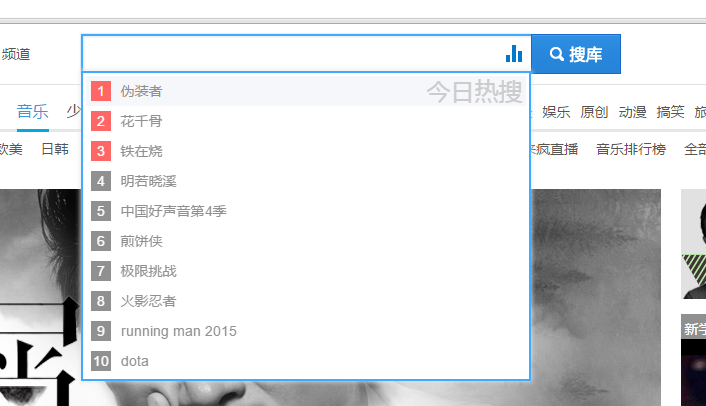 频道
搜库
音乐 少
娱乐 原创 动漫 搞笑 旅
欧美 日韩
来疯直播 音乐排行榜 全部
今日热搜
1 伪装者
2 花千骨
3 铁在烧
4 明若晓溪
5 中国好声音第4季
6 煎饼侠
7 极限挑战
8 火影忍者
9 running man 2015
10 dota
新学